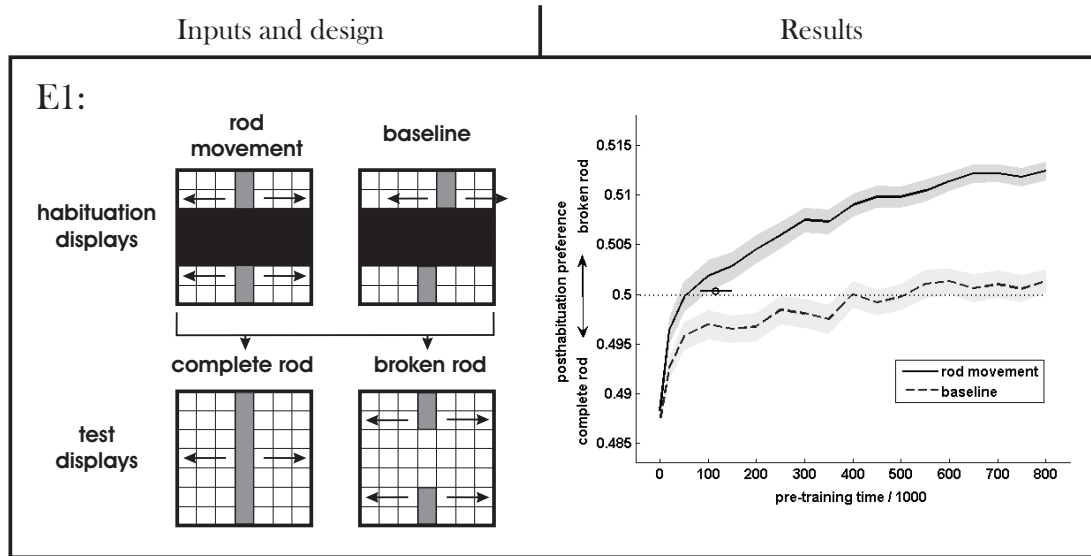 Inputs and design
Results
E1:
rod
movement
baseline
habituation
displays
complete rod
broken rod
test
displays
0.515
0.51
0.505
0.5
0.495
0.49
0.485
posthabituation preference
complete rod
broken rod
rod movement
baseline
0 100 200 300 400 500 600 700 800
pre-training time / 1000